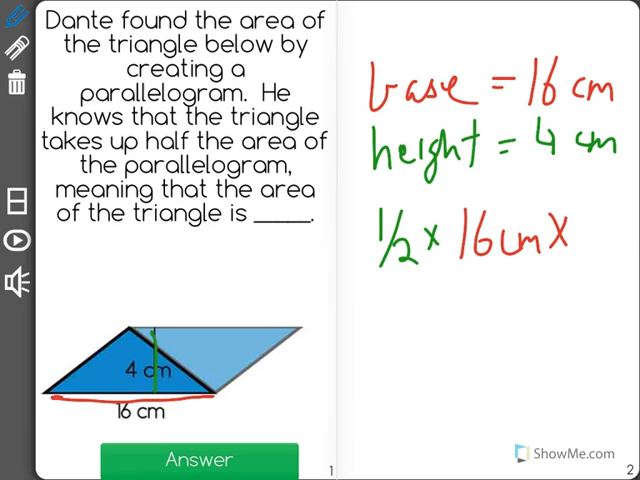 Dante found the area of
the triangle below by
creating a
parallelogram. He
knows that the triangle
takes up half the area of
the parallelogram,
meaning that the area
of the triangle is _____.
4 cm
16 cm
Answer
1
base = 16 cm
height = 4 cm
1/2 x 16 cm x
ShowMe.com
2